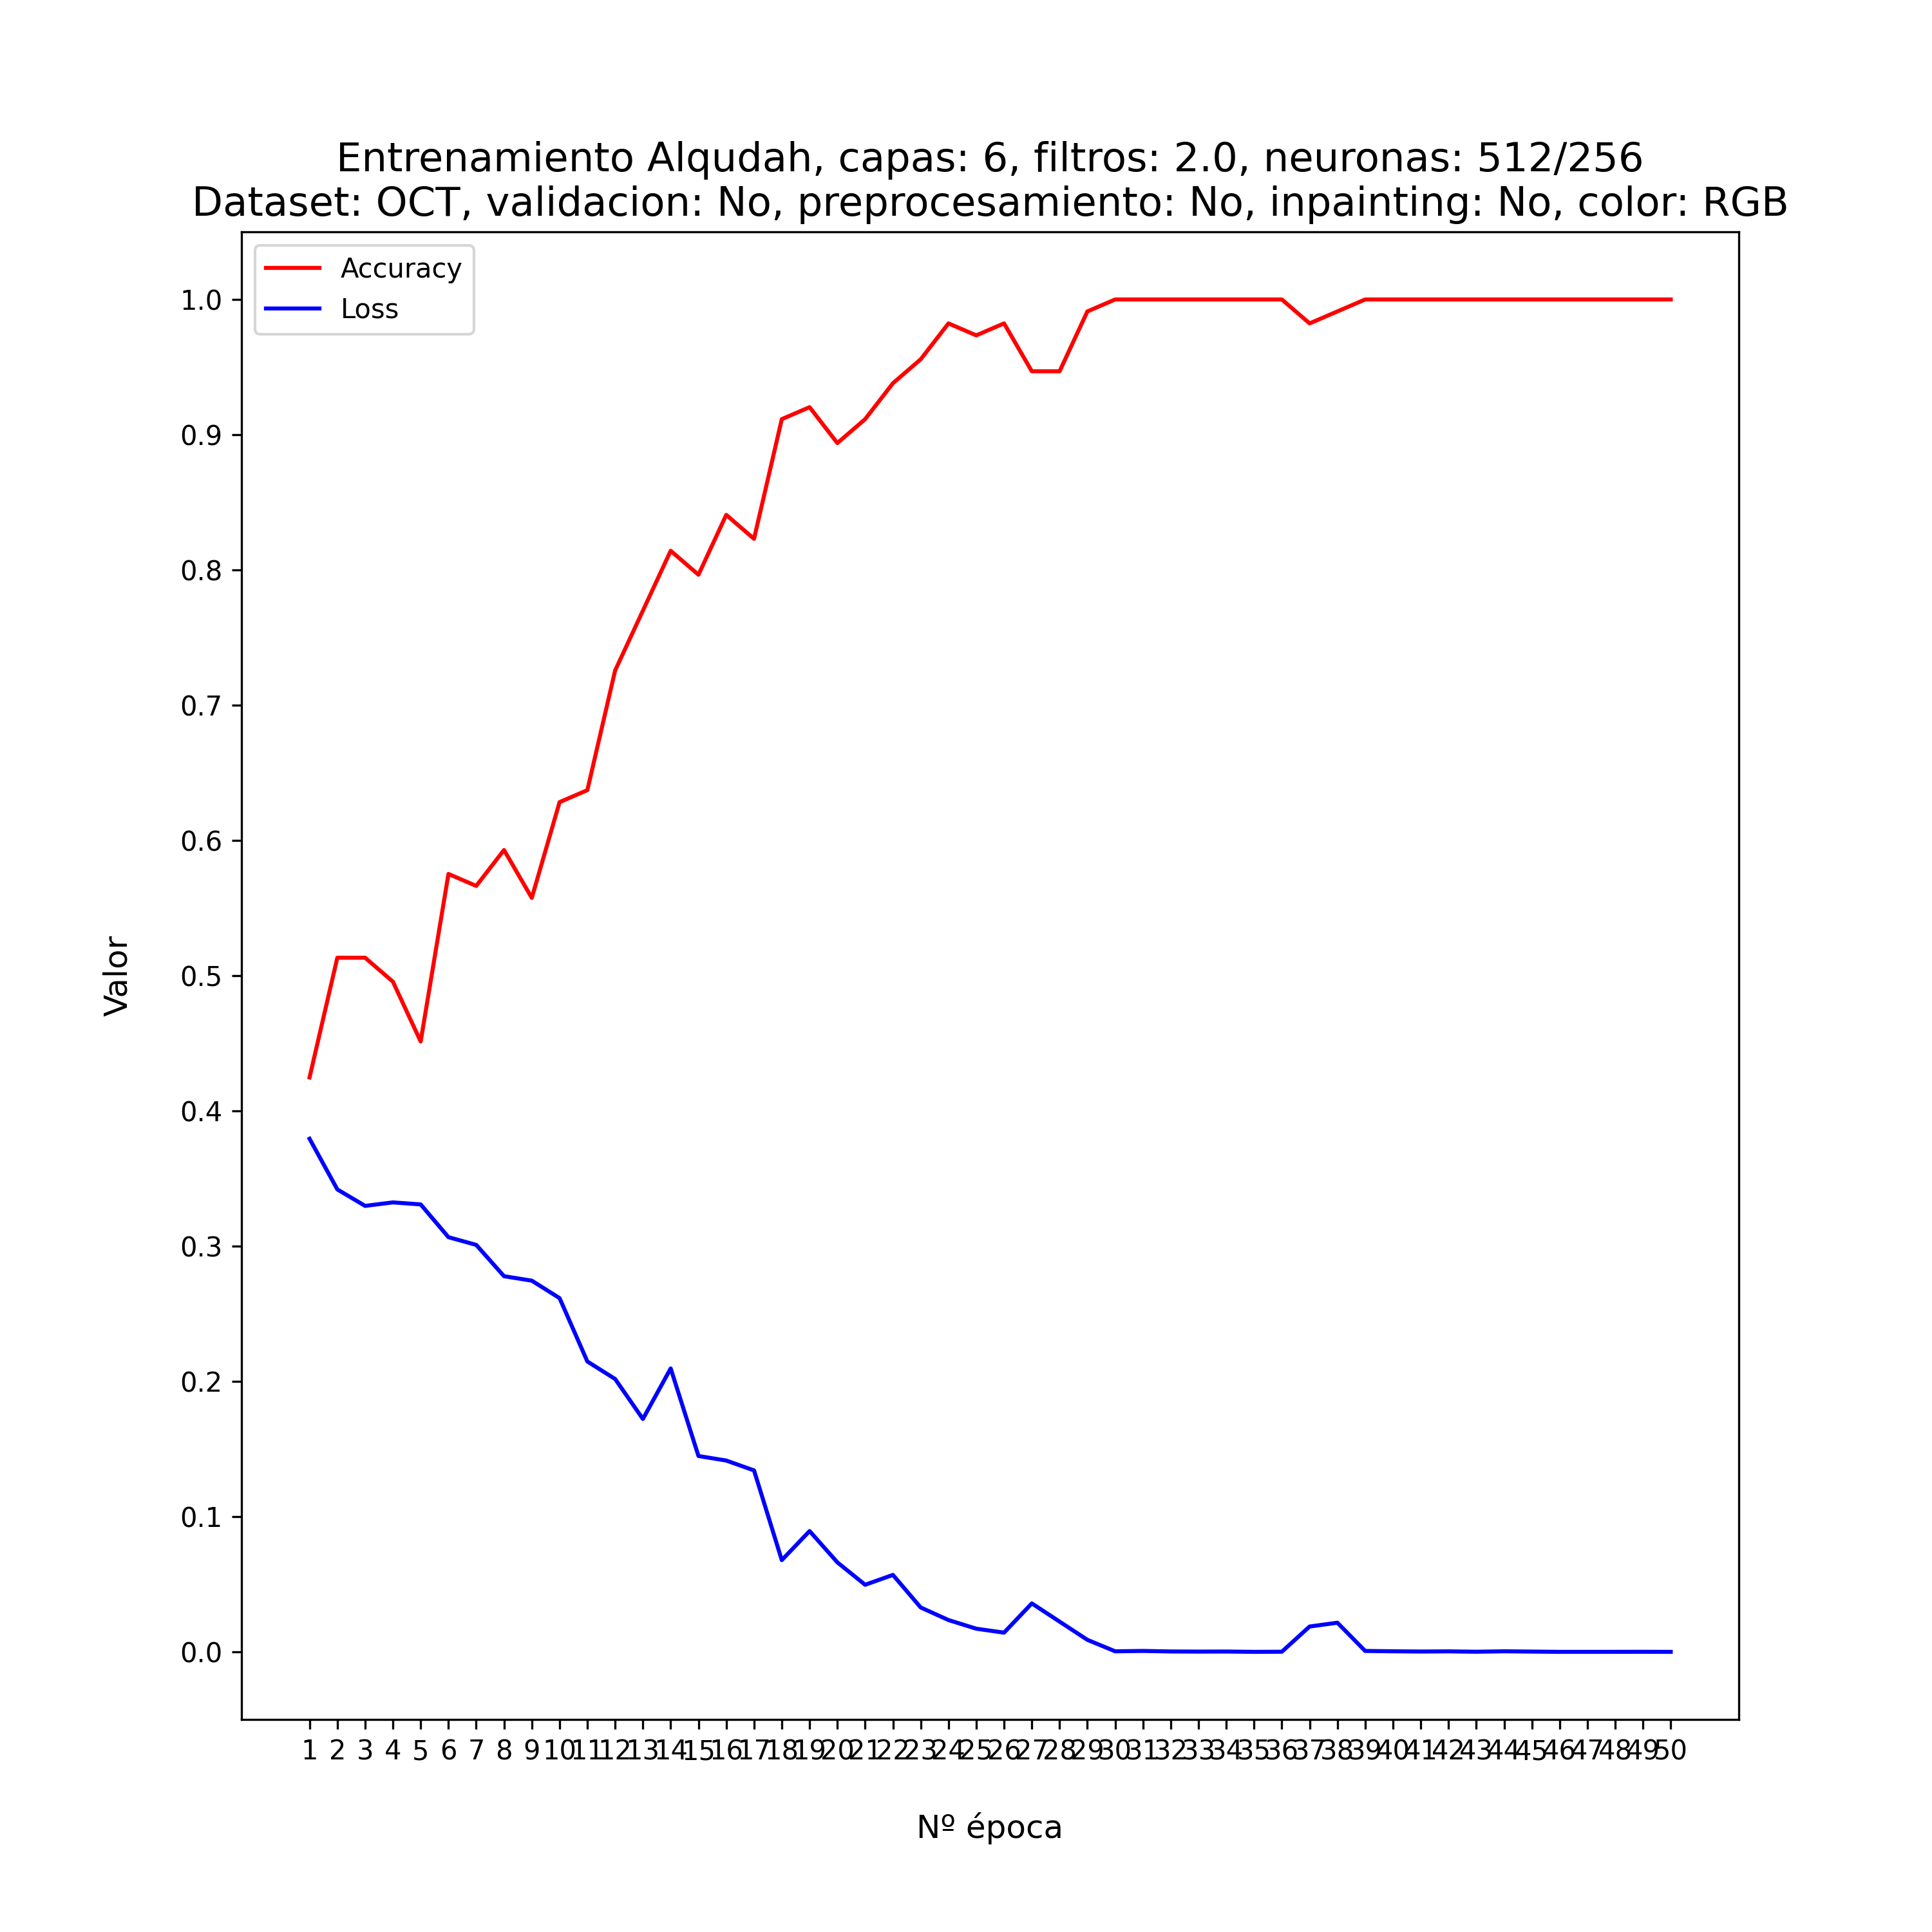 Entrenamiento Alqudah, capas: 6, filtros: 2.0, neuronas: 512/256
Dataset: OCT, validacion: No, preprocesamiento: No, inpainting: No, color: RGB
Accuracy
Loss
1.0
0.9
0.8
0.7
0.6
0.5
0.4
0.3
0.2
0.1
0.0
Valor
1 2 3 4 5 6 7 8 9 10 11 12 13 14 15 16 17 18 19 20 21 22 23 24 25 26 27 28 29 30 31 32 33 34 35 36 37 38 39 40 41 42 43 44 45 46 47 48 49 50
Nº época